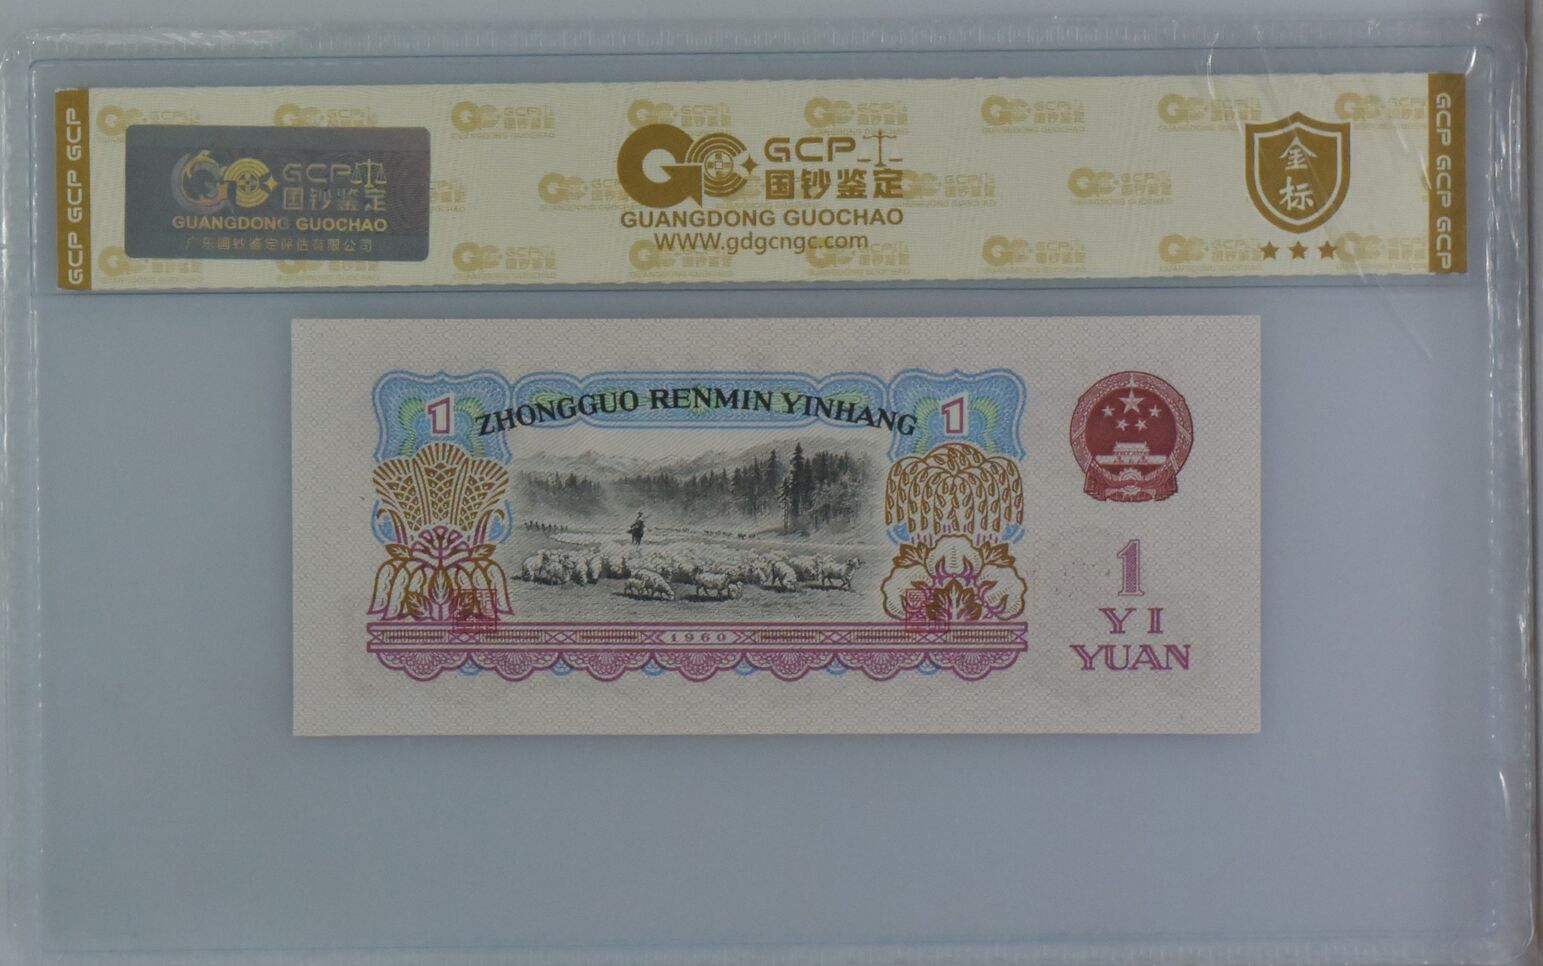 GCP GCP GCP
GCP
国钞鉴定
GUANGDONG GUOCHAO
广东国钞鉴定评估有限公司
GCP
国钞鉴定
GUANGDONG GUOCHAO
WWW.gdgcngc.com
金标
GCP GCP GCP GCP
1 ZHONGGUO RENMIN YINHANG 1
1960
1
YI
YUAN